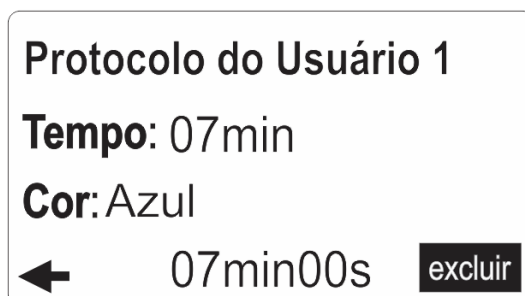 Protocolo do Usuário 1
Tempo: 07min
Cor: Azul
07min00s excluir